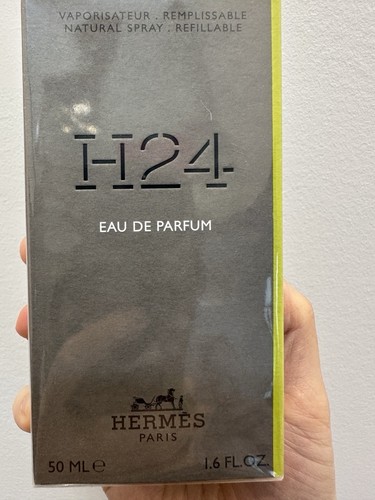 VAPORISATEUR . REMPLISSABLE
NATURAL SPRAY . REFILLABLE
H24
EAU DE PARFUM
HERMÈS
PARIS
50 ML℮ 1.6 FL.OZ.